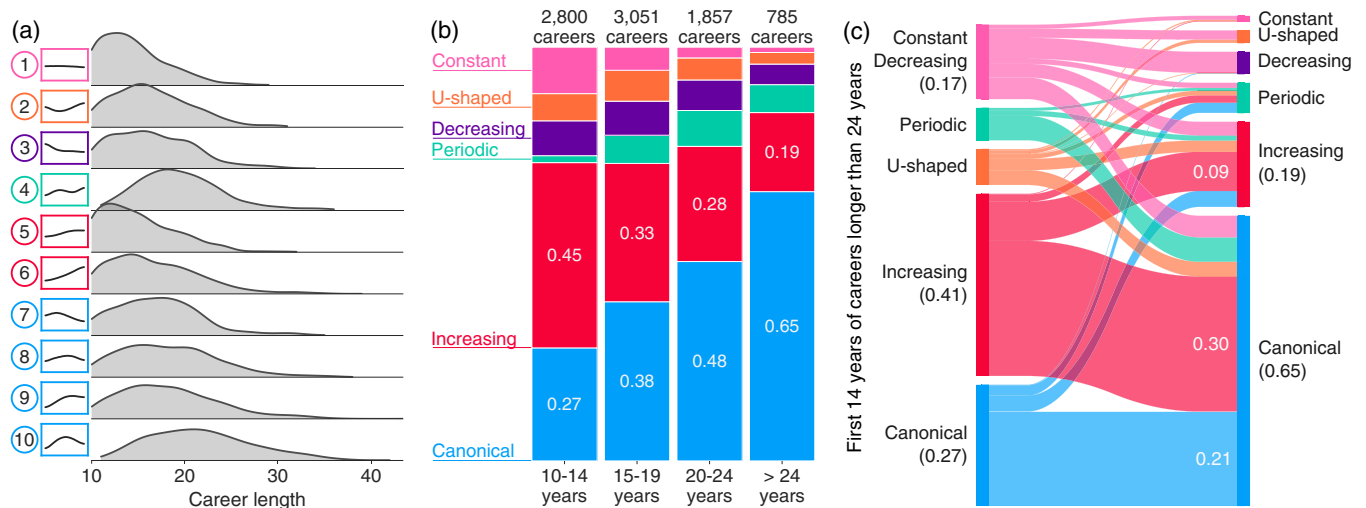 (a)
1
2
3
4
5
6
7
8
9
10
10 20 30 40
Career length
(b)
2,800 3,051 1,857 785
careers careers careers careers
Constant
U-shaped
Decreasing
Periodic
Increasing
Canonical
0.45
0.27
0.33
0.38
0.28
0.48
0.19
0.65
10-14 15-19 20-24 > 24
years years years years
(c)
First 14 years of careers longer than 24 years
Constant
Decreasing
(0.17)
Periodic
U-shaped
Increasing
(0.41)
Canonical
(0.27)
0.09
0.30
0.21
Constant
U-shaped
Decreasing
Periodic
Increasing
(0.19)
Canonical
(0.65)